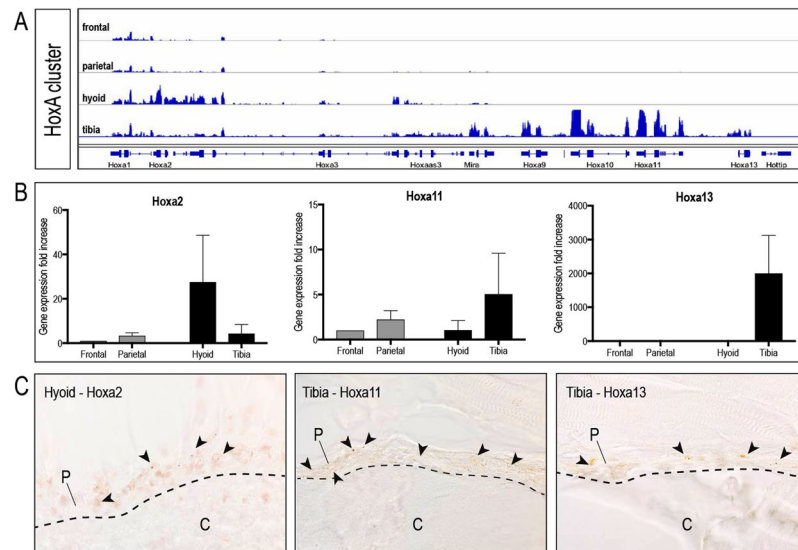 A
HoxA cluster
frontal
parietal
hyoid
tibia
Hoxa1 Hoxa2 Hoxa3 Hoxaas3 Mira Hoxa9 Hoxa10 Hoxa11 Hoxa13 Hottip
B
Hoxa2
Gene expression fold increase
60
40
20
0
Frontal Parietal Hyoid Tibia
Hoxa11
Gene expression fold increase
15
10
5
0
Frontal Parietal Hyoid Tibia
Hoxa13
Gene expression fold increase
4000
3000
2000
1000
0
Frontal Parietal Hyoid Tibia
C
Hyoid - Hoxa2
P
C
Tibia - Hoxa11
P
C
Tibia - Hoxa13
P
C